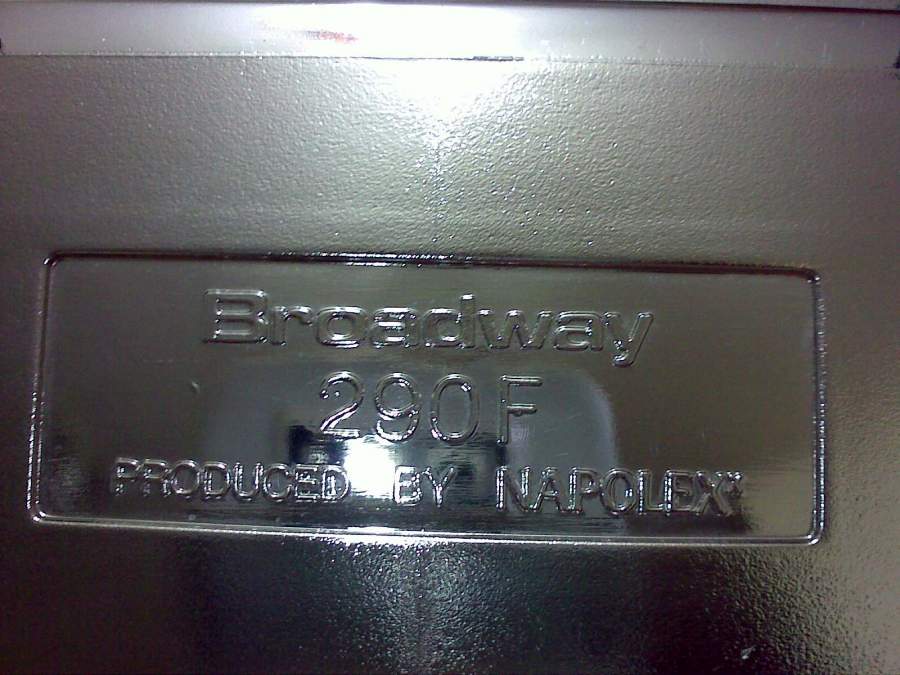 Broadway
290F
PRODUCED BY NAPOLEX